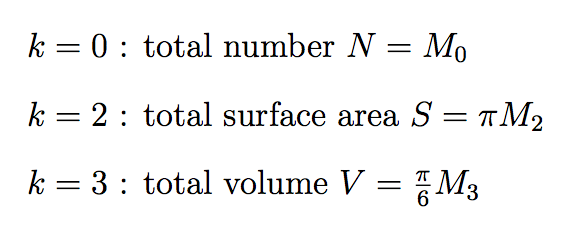 k = 0 : total number N = M₀
k = 2 : total surface area S = πM₂
k = 3 : total volume V = π/6 M₃